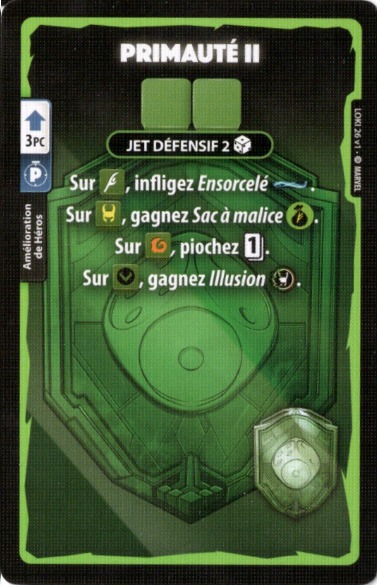 PRIMAUTÉ II
3PC
P
Amélioration
de Héros
LOKI 26 v1 • © MARVEL
JET DÉFENSIF 2
Sur , infligez Ensorcelé .
Sur , gagnez Sac à malice .
Sur , piochez 1 .
Sur , gagnez Illusion .